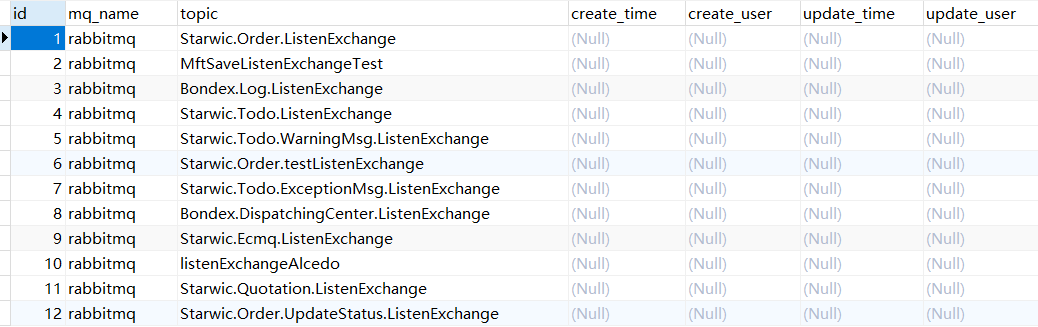 id mq_name topic create_time create_user update_time update_user
1 rabbitmq Starwic.Order.ListenExchange (Null) (Null) (Null) (Null)
2 rabbitmq MftSaveListenExchangeTest (Null) (Null) (Null) (Null)
3 rabbitmq Bondex.Log.ListenExchange (Null) (Null) (Null) (Null)
4 rabbitmq Starwic.Todo.ListenExchange (Null) (Null) (Null) (Null)
5 rabbitmq Starwic.Todo.WarningMsg.ListenExchange (Null) (Null) (Null) (Null)
6 rabbitmq Starwic.Order.testListenExchange (Null) (Null) (Null) (Null)
7 rabbitmq Starwic.Todo.ExceptionMsg.ListenExchange (Null) (Null) (Null) (Null)
8 rabbitmq Bondex.DispatchingCenter.ListenExchange (Null) (Null) (Null) (Null)
9 rabbitmq Starwic.Ecmq.ListenExchange (Null) (Null) (Null) (Null)
10 rabbitmq listenExchangeAlcedo (Null) (Null) (Null) (Null)
11 rabbitmq Starwic.Quotation.ListenExchange (Null) (Null) (Null) (Null)
12 rabbitmq Starwic.Order.UpdateStatus.ListenExchange (Null) (Null) (Null) (Null)